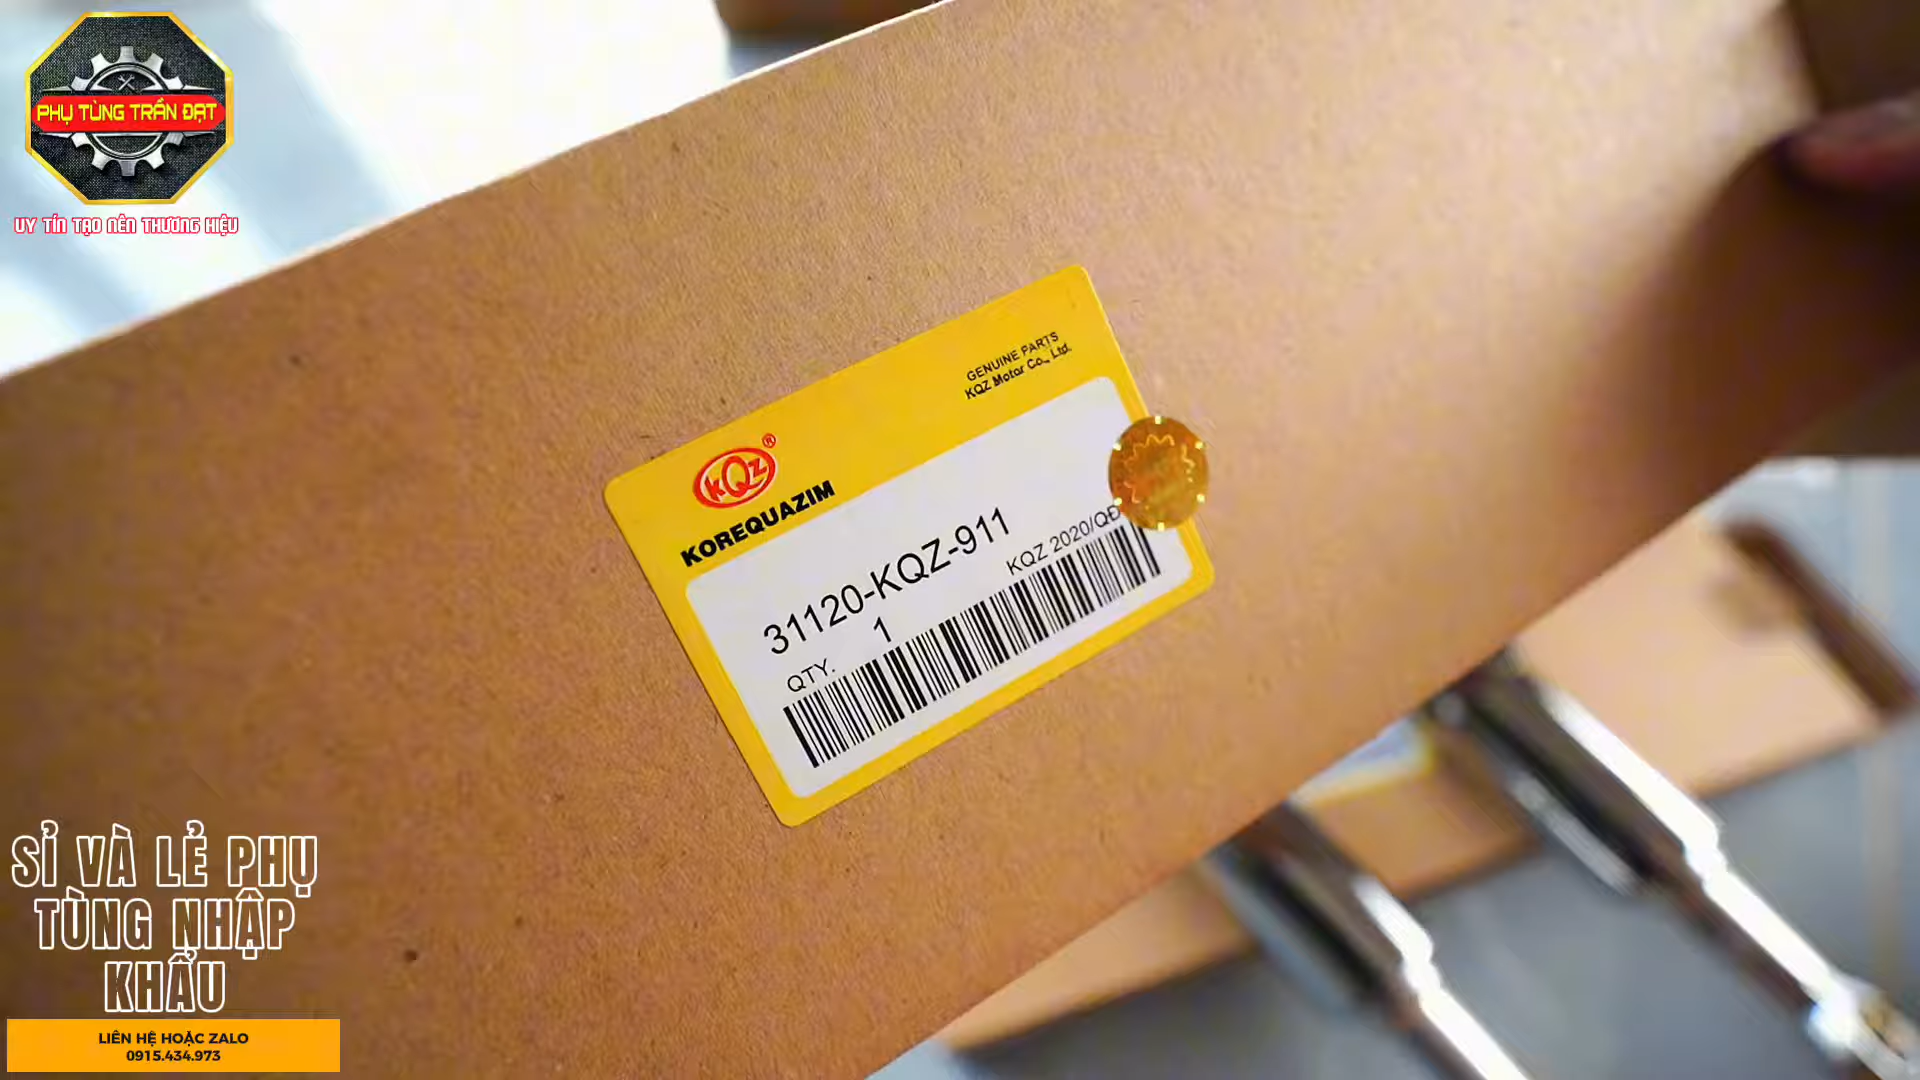 PHỤ TÙNG TRẦN ĐẠT
UY TÍN TẠO NÊN THƯƠNG HIỆU
GENUINE PARTS
KQZ Motor Co., Ltd.
KQZ®
KOREQUAZIM
31120-KQZ-911
KQZ 2020/QĐ
QTY. 1
SỈ VÀ LẺ PHỤ
TÙNG NHẬP
KHẨU
LIÊN HỆ HOẶC ZALO
0915.434.973